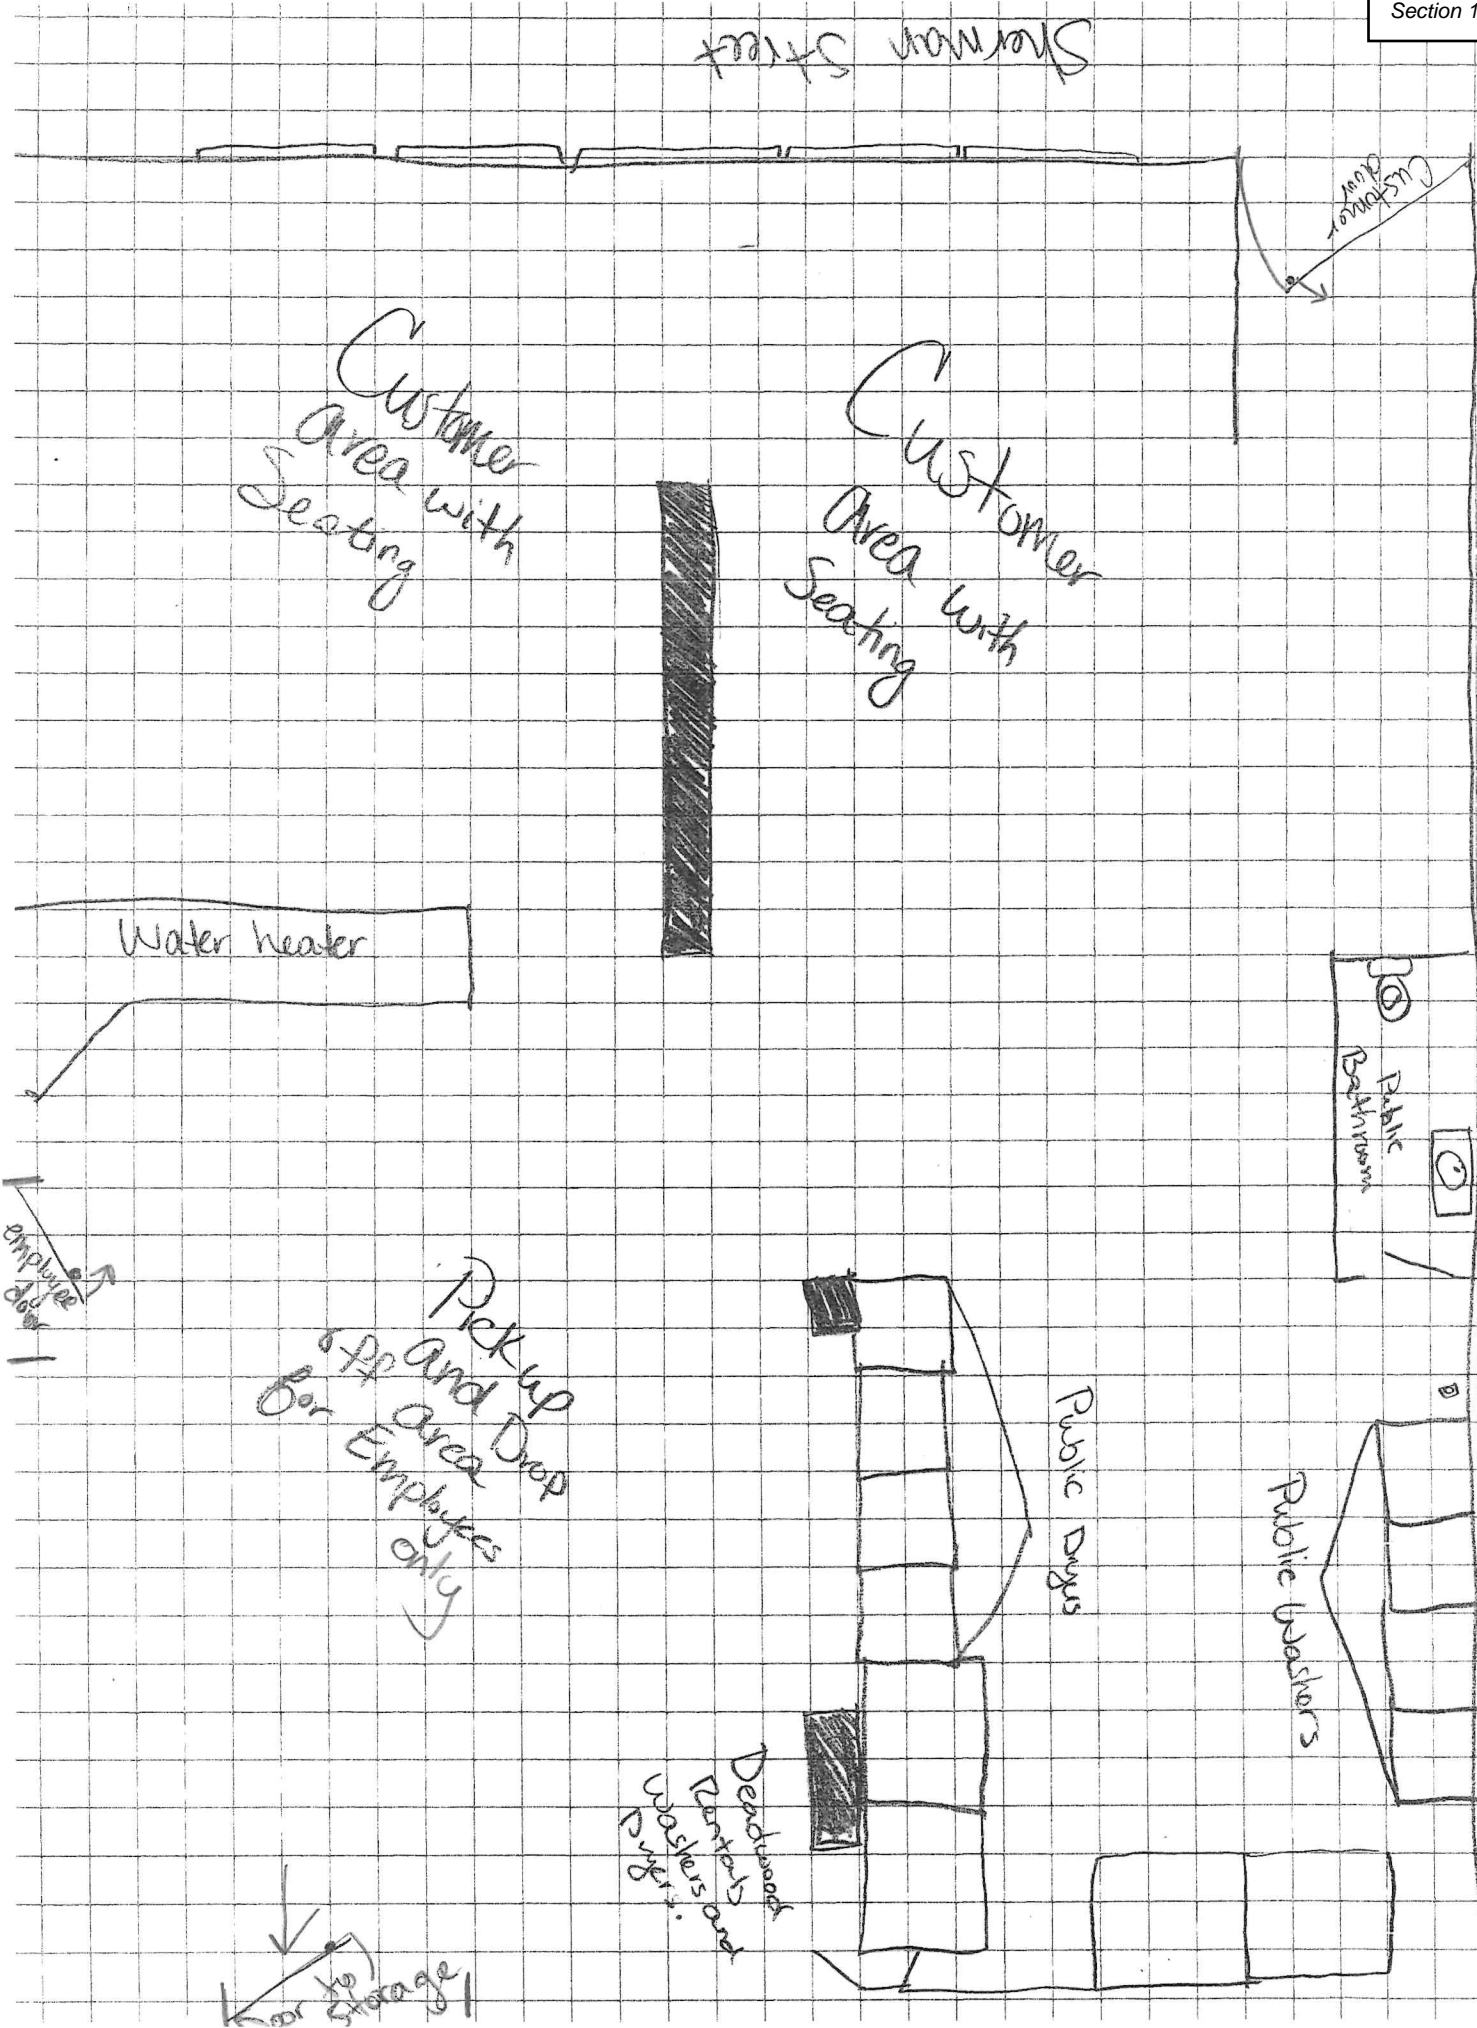 Section 1
Sherman Street
Customer
door
Customer
area with
Seating
Customer
area with
Seating
Water heater
Public
Bathroom
employee
door
Pick up
and Drop
off area
for Employees
only
Public Dryers
Public Washers
Deadwood
Rentals
Washers and
Dryers.
Door to
Storage